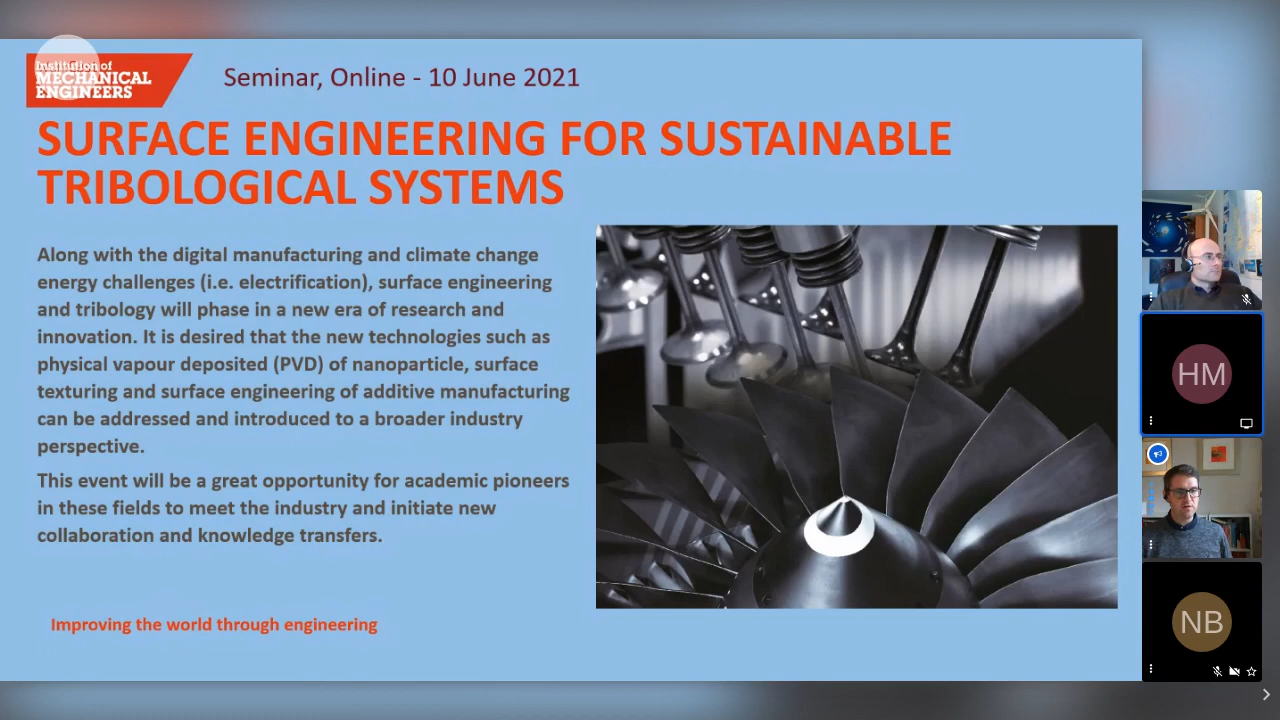 Institution of
MECHANICAL
ENGINEERS
Seminar, Online - 10 June 2021
SURFACE ENGINEERING FOR SUSTAINABLE
TRIBOLOGICAL SYSTEMS
Along with the digital manufacturing and climate change
energy challenges (i.e. electrification), surface engineering
and tribology will phase in a new era of research and
innovation. It is desired that the new technologies such as
physical vapour deposited (PVD) of nanoparticle, surface
texturing and surface engineering of additive manufacturing
can be addressed and introduced to a broader industry
perspective.
This event will be a great opportunity for academic pioneers
in these fields to meet the industry and initiate new
collaboration and knowledge transfers.
Improving the world through engineering
HM
NB